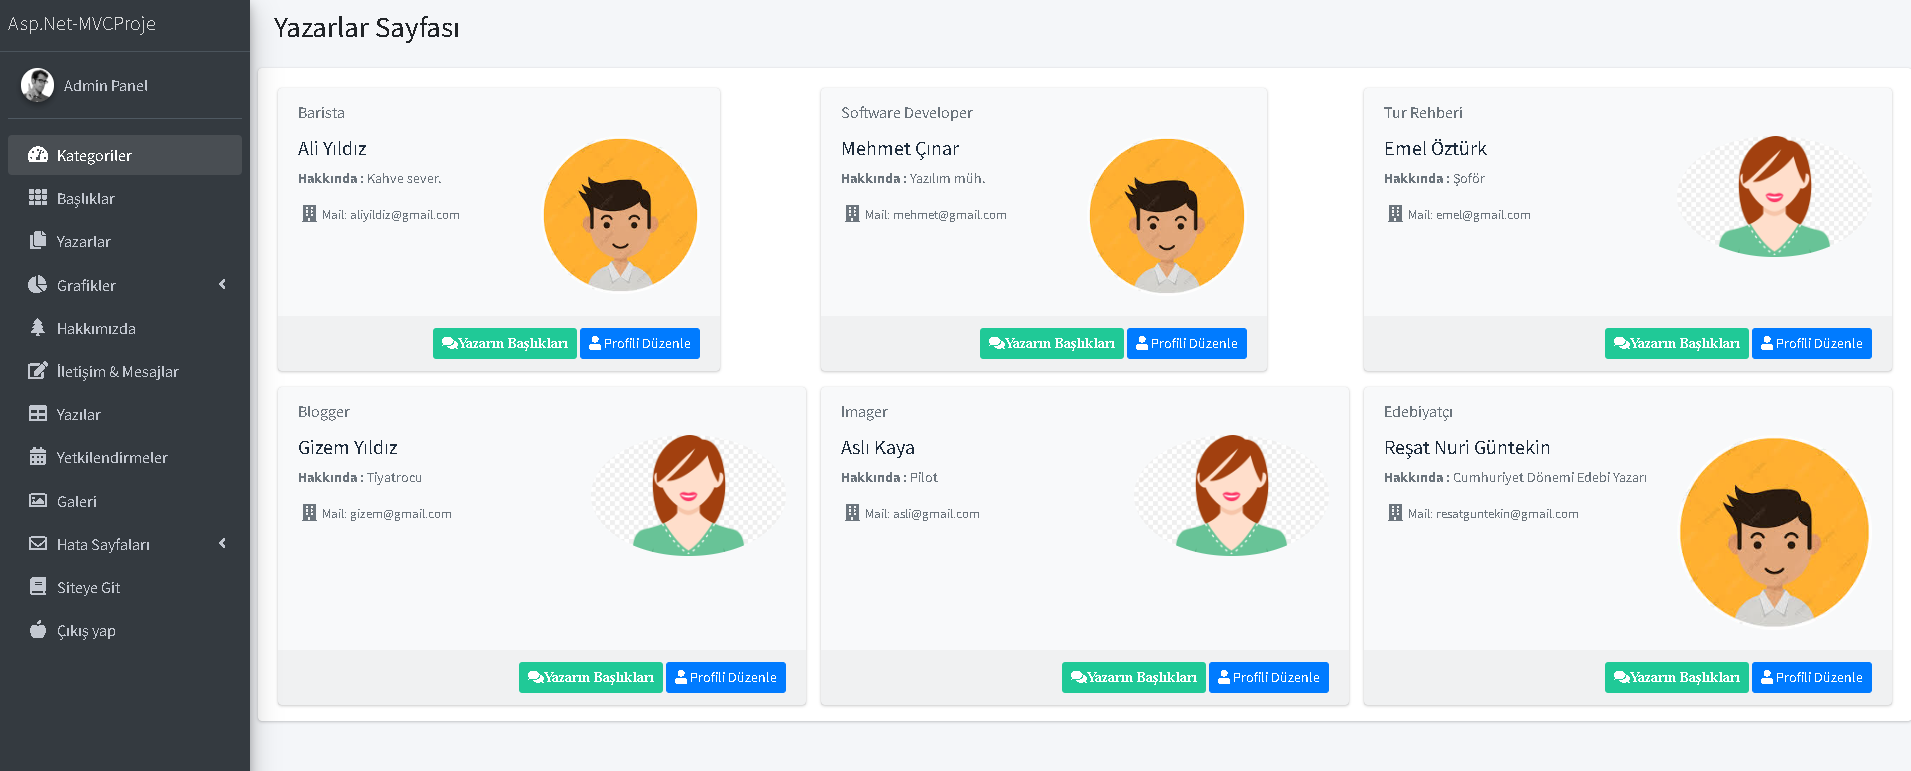 Asp.Net-MVCProje
Admin Panel
Kategoriler
Başlıklar
Yazarlar
Grafikler
Hakkımızda
İletişim & Mesajlar
Yazılar
Yetkilendirmeler
Galeri
Hata Sayfaları
Siteye Git
Çıkış yap
Yazarlar Sayfası
Barista
Ali Yıldız
Hakkında : Kahve sever.
Mail: aliyildiz@gmail.com
Yazarın Başlıkları Profili Düzenle
Software Developer
Mehmet Çınar
Hakkında : Yazılım müh.
Mail: mehmet@gmail.com
Yazarın Başlıkları Profili Düzenle
Tur Rehberi
Emel Öztürk
Hakkında : Şoför
Mail: emel@gmail.com
Yazarın Başlıkları Profili Düzenle
Blogger
Gizem Yıldız
Hakkında : Tiyatrocu
Mail: gizem@gmail.com
Yazarın Başlıkları Profili Düzenle
Imager
Aslı Kaya
Hakkında : Pilot
Mail: asli@gmail.com
Yazarın Başlıkları Profili Düzenle
Edebiyatçı
Reşat Nuri Güntekin
Hakkında : Cumhuriyet Dönemi Edebi Yazarı
Mail: resatguntekin@gmail.com
Yazarın Başlıkları Profili Düzenle